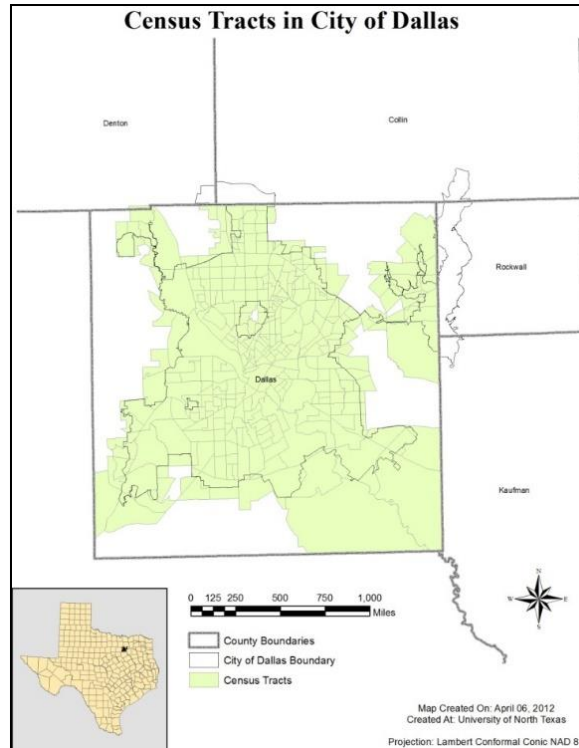 Census Tracts in City of Dallas
Denton
Collin
Rockwall
Dallas
Kaufman
0 125 250 500 750 1,000
Miles
County Boundaries
City of Dallas Boundary
Census Tracts
N
W E
S
Map Created On: April 06, 2012
Created At: University of North Texas
Projection: Lambert Conformal Conic NAD 8